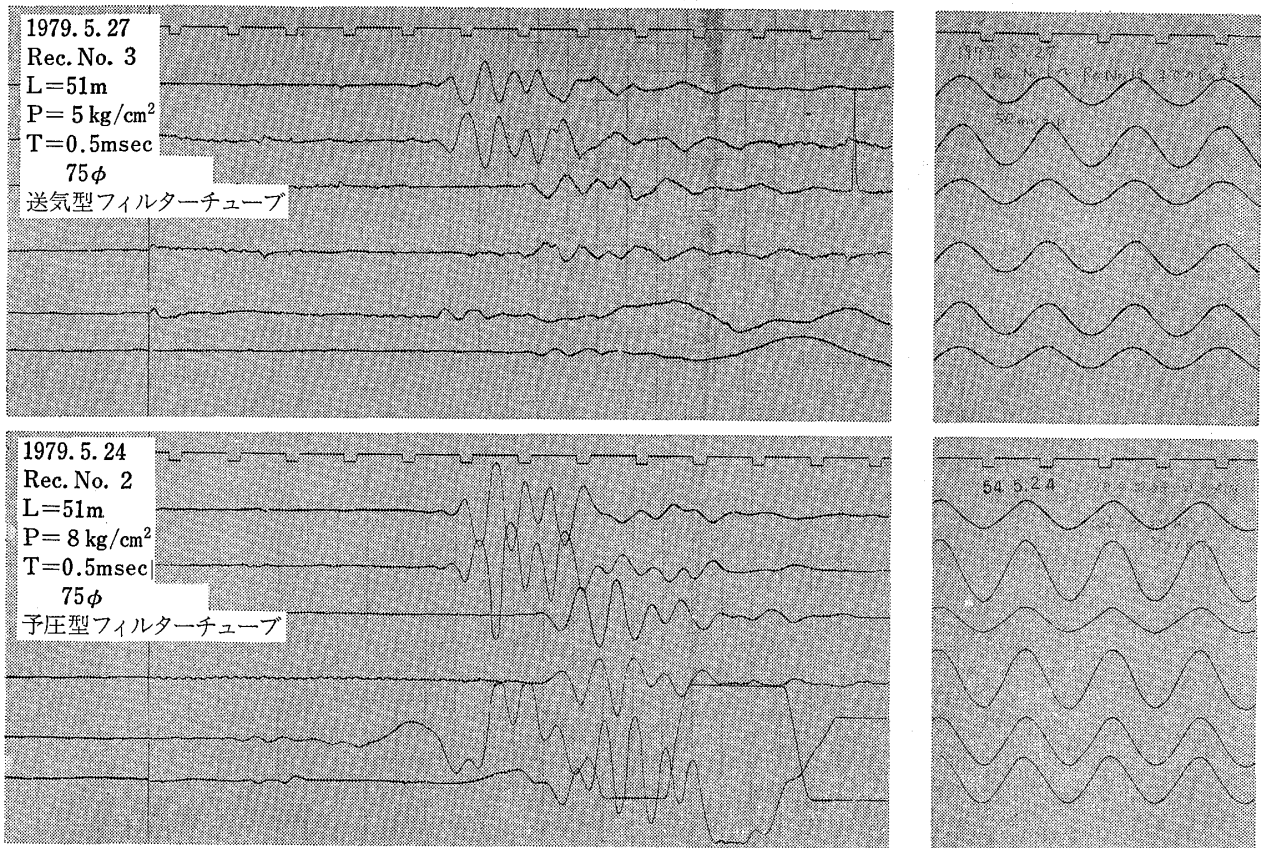 1979. 5. 27
Rec. No. 3
L=51m
P= 5 kg/cm²
T=0.5msec
75φ
送気型フィルターチューブ
1979. 5. 24
Rec. No. 2
L=51m
P= 8 kg/cm²
T=0.5msec
75φ
予圧型フィルターチューブ
54 5.2.4